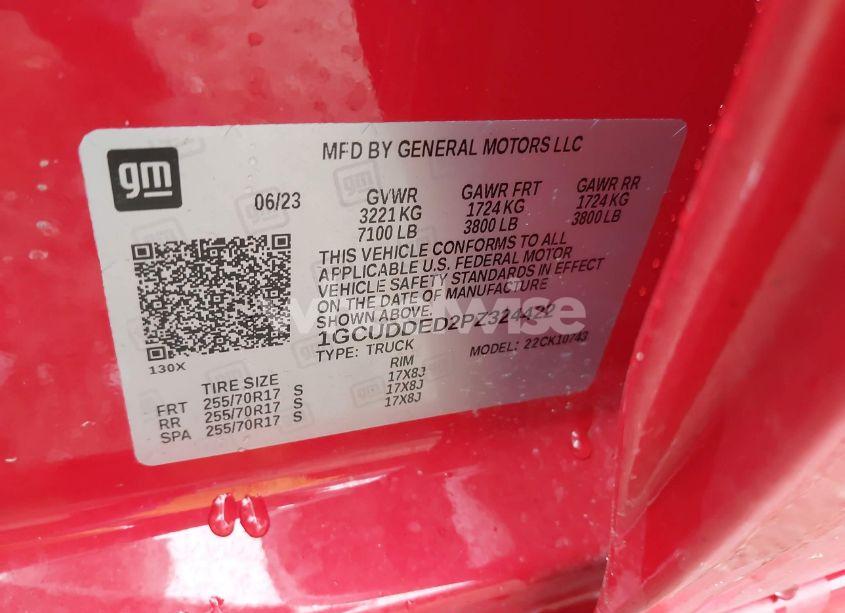 gm
MFD BY GENERAL MOTORS LLC
06/23
GVWR GAWR FRT GAWR RR
3221 KG 1724 KG 1724 KG
7100 LB 3800 LB 3800 LB
THIS VEHICLE CONFORMS TO ALL
APPLICABLE U.S. FEDERAL MOTOR
VEHICLE SAFETY STANDARDS IN EFFECT
ON THE DATE OF MANUFACTURE
SHOWN ABOVE.
1GCUDDED2PZ324422
TYPE: TRUCK MODEL: 22CK10743
130X
TIRE SIZE RIM
FRT 255/70R17 S 17X8J
RR 255/70R17 S 17X8J
SPA 255/70R17 S 17X8J